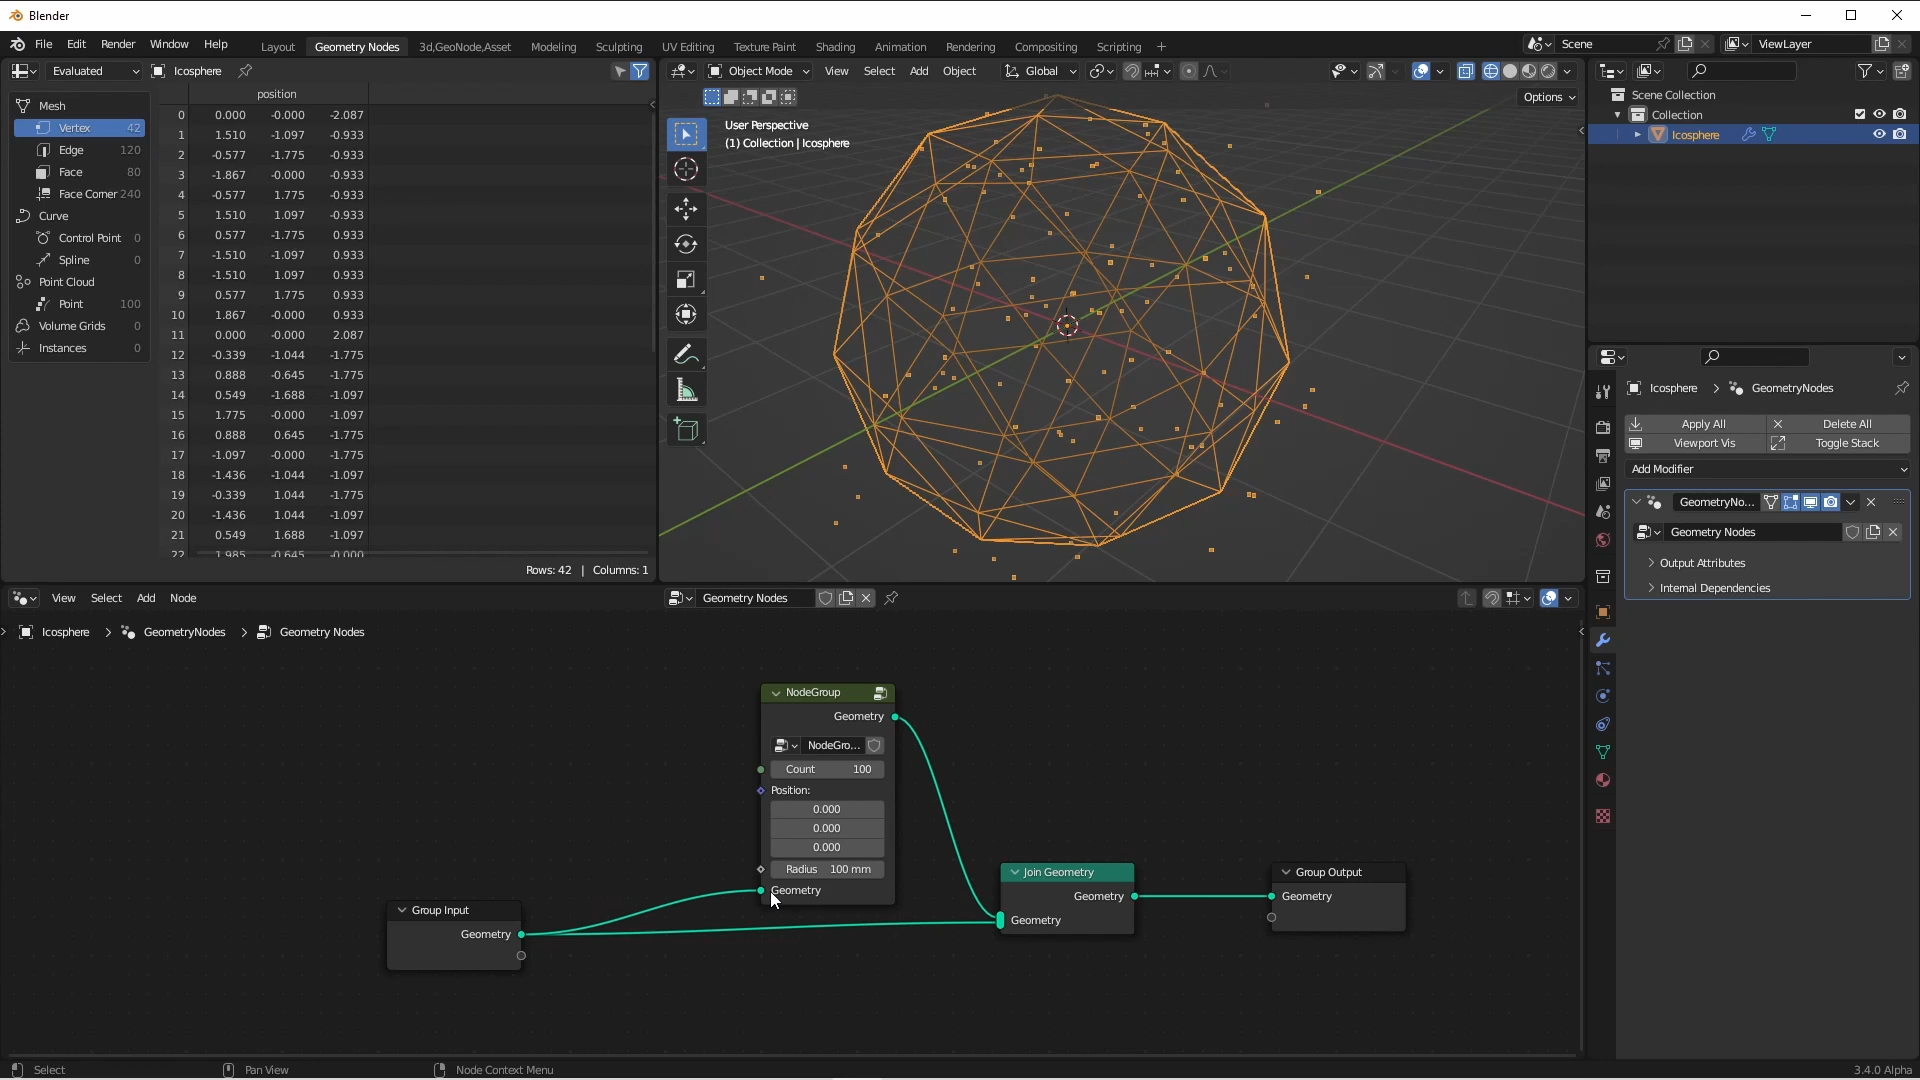 Blender
File Edit Render Window Help
Layout Geometry Nodes 3d,GeoNode,Asset Modeling Sculpting UV Editing Texture Paint Shading Animation Rendering Compositing Scripting +
Scene
ViewLayer
Evaluated Icosphere
Mesh
Vertex 42
Edge 120
Face 80
Face Corner 240
Curve
Control Point 0
Spline 0
Point Cloud
Point 100
Volume Grids 0
Instances 0
position
0 0.000 -0.000 -2.087
1 1.510 -1.097 -0.933
2 -0.577 -1.775 -0.933
3 -1.867 -0.000 -0.933
4 -0.577 1.775 -0.933
5 1.510 1.097 -0.933
6 0.577 -1.775 0.933
7 -1.510 -1.097 0.933
8 -1.510 1.097 0.933
9 0.577 1.775 0.933
10 1.867 -0.000 0.933
11 0.000 -0.000 2.087
12 -0.339 -1.044 -1.775
13 0.888 -0.645 -1.775
14 0.549 -1.688 -1.097
15 1.775 -0.000 -1.097
16 0.888 0.645 -1.775
17 -1.097 -0.000 -1.775
18 -1.436 -1.044 -1.097
19 -0.339 1.044 -1.775
20 -1.436 1.044 -1.097
21 0.549 1.688 -1.097
22 1.985 -0.645 -0.000
Rows: 42 | Columns: 1
Object Mode View Select Add Object Global
Options
User Perspective
(1) Collection | Icosphere
Scene Collection
Collection
Icosphere
Icosphere > GeometryNodes
Apply All Delete All
Viewport Vis Toggle Stack
Add Modifier
GeometryNo...
Geometry Nodes
Output Attributes
Internal Dependencies
View Select Add Node
Geometry Nodes
Icosphere > GeometryNodes > Geometry Nodes
NodeGroup
Geometry
NodeGro...
Count 100
Position:
0.000
0.000
0.000
Radius 100 mm
Geometry
Group Input
Geometry
Join Geometry
Geometry
Geometry
Group Output
Geometry
Select
Pan View
Node Context Menu
3.4.0 Alpha